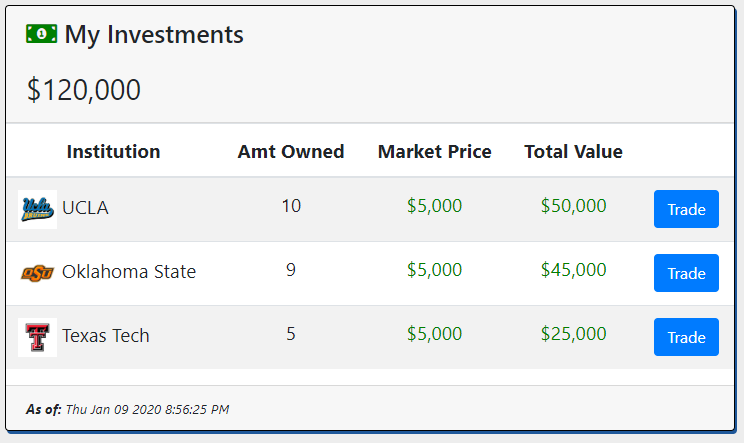 My Investments
$120,000
Institution Amt Owned Market Price Total Value
Ucla UCLA 10 $5,000 $50,000 Trade
OSU Oklahoma State 9 $5,000 $45,000 Trade
T Texas Tech 5 $5,000 $25,000 Trade
As of: Thu Jan 09 2020 8:56:25 PM